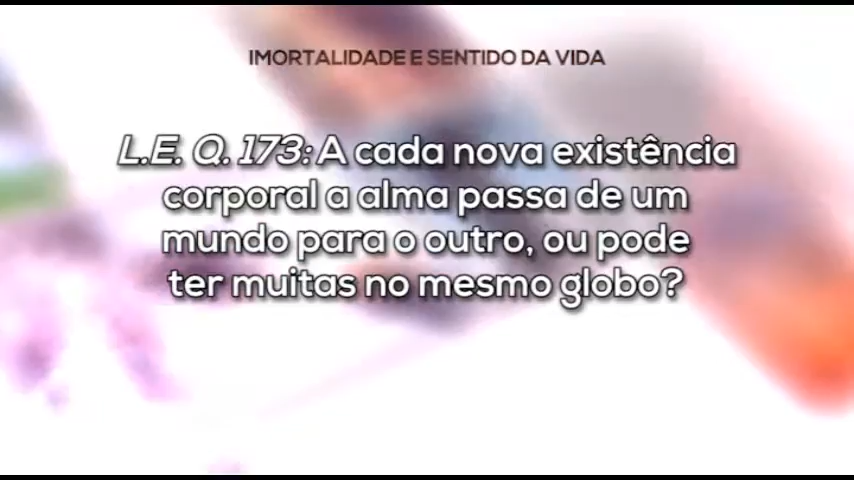 IMORTALIDADE E SENTIDO DA VIDA
L.E. Q. 173: A cada nova existência
corporal a alma passa de um
mundo para o outro, ou pode
ter muitas no mesmo globo?